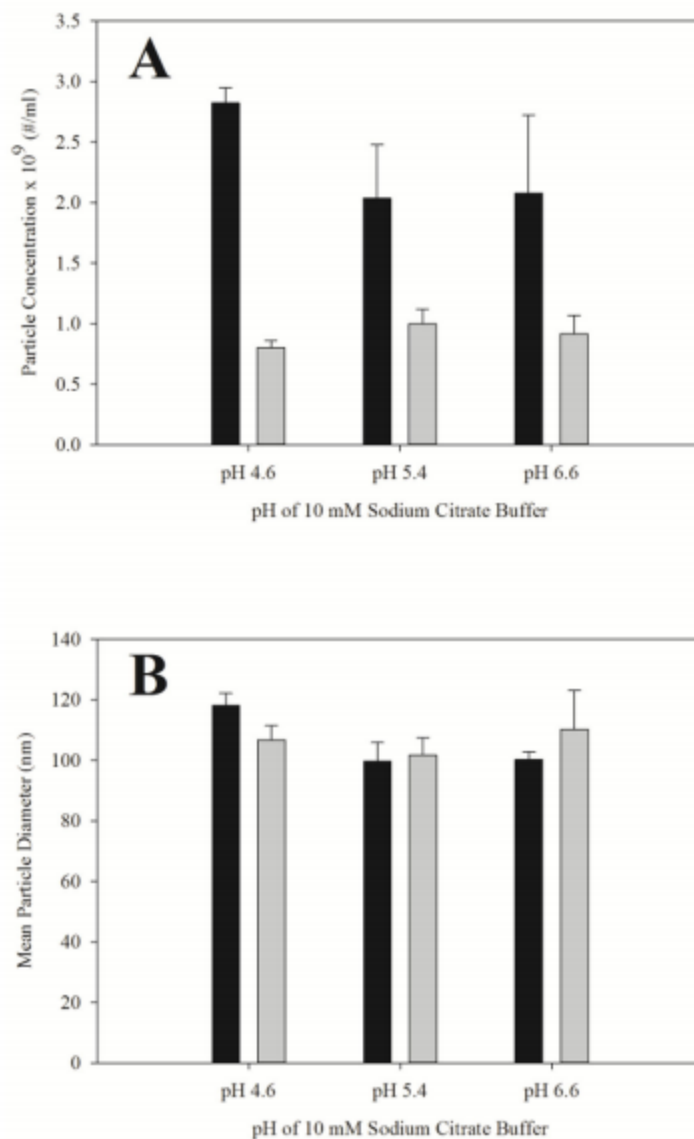 A
Particle Concentration x 10⁹ (#/ml)
3.5
3.0
2.5
2.0
1.5
1.0
0.5
0.0
pH 4.6 pH 5.4 pH 6.6
pH of 10 mM Sodium Citrate Buffer
B
Mean Particle Diameter (nm)
140
120
100
80
60
40
20
0
pH 4.6 pH 5.4 pH 6.6
pH of 10 mM Sodium Citrate Buffer